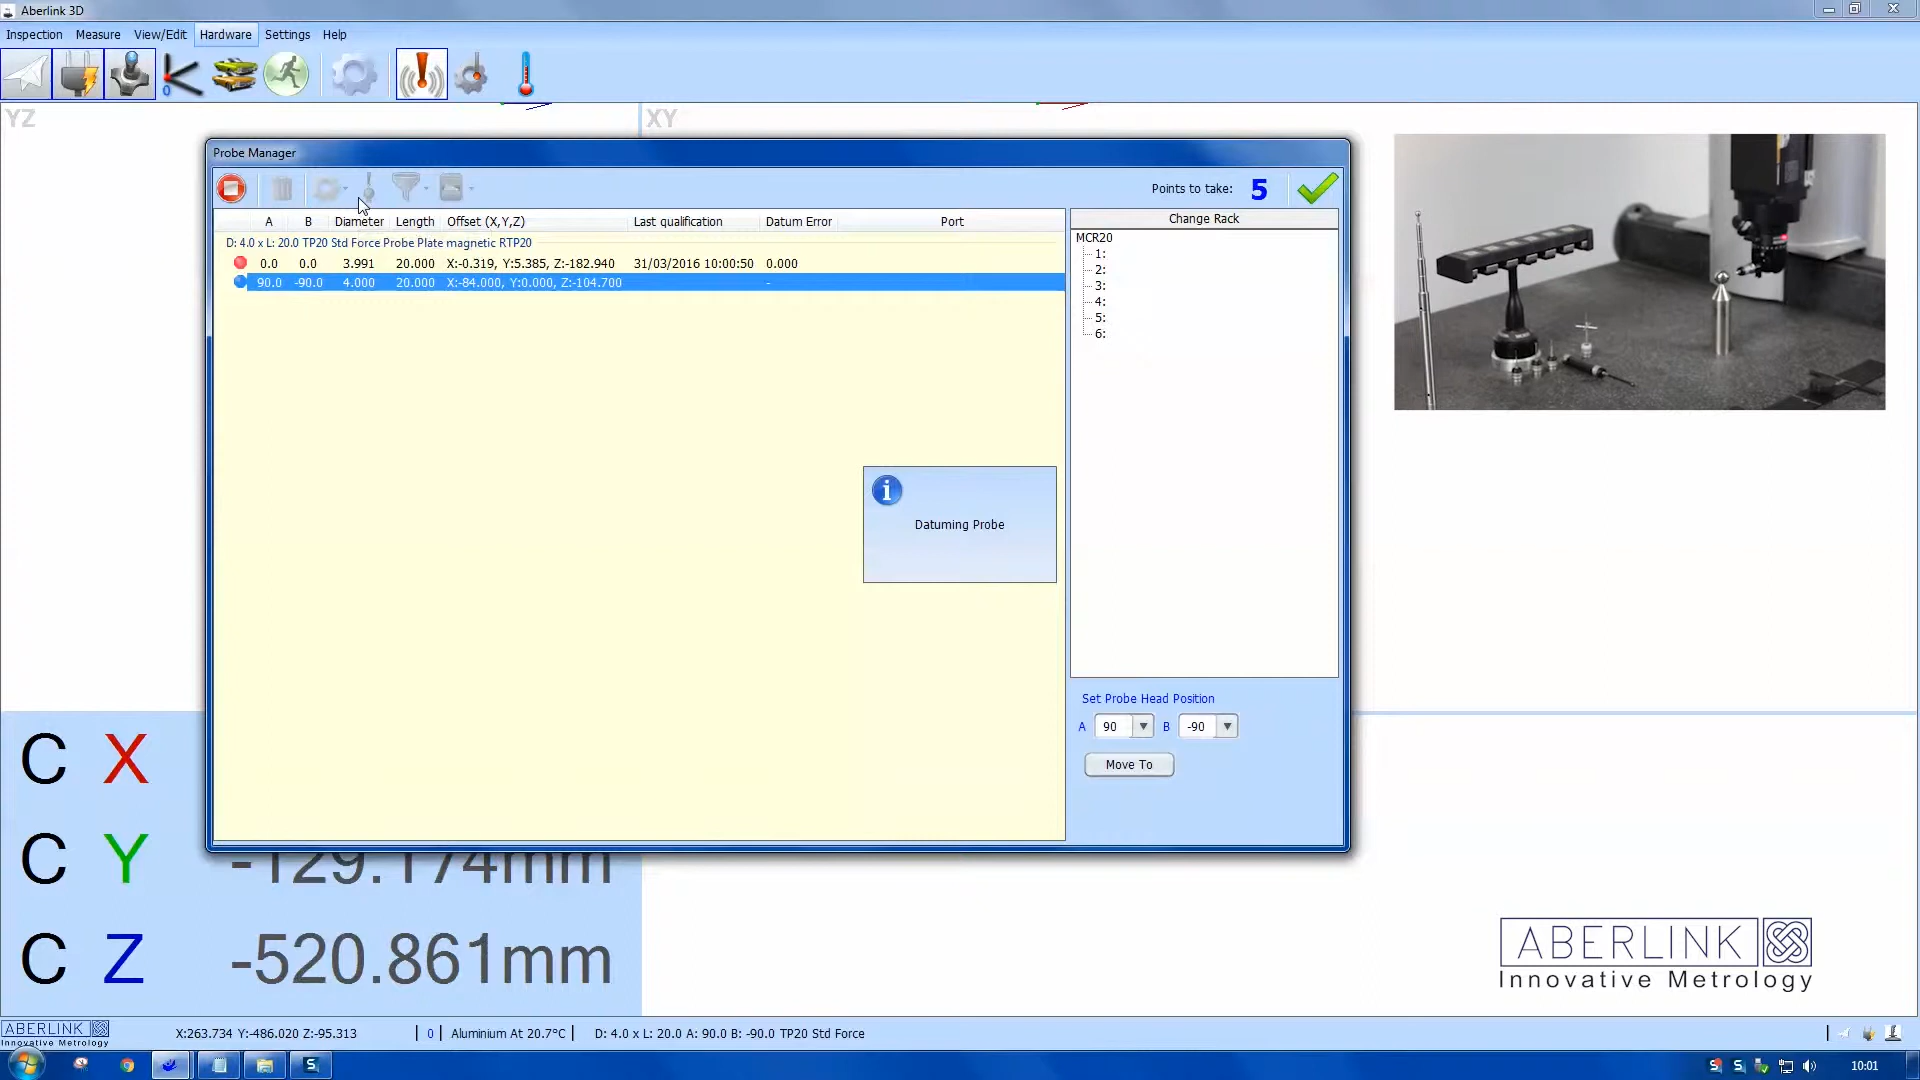 Aberlink 3D
Inspection Measure View/Edit Hardware Settings Help
YZ
XY
Probe Manager
Points to take: 5
A B Diameter Length Offset (X,Y,Z) Last qualification Datum Error Port
D: 4.0 x L: 20.0 TP20 Std Force Probe Plate magnetic RTP20
0.0 0.0 3.991 20.000 X:-0.319, Y:5.385, Z:-182.940 31/03/2016 10:00:50 0.000
90.0 -90.0 4.000 20.000 X:-84.000, Y:0.000, Z:-104.700 -
Change Rack
MCR20
1:
2:
3:
4:
5:
6:
Datuming Probe
Set Probe Head Position
A 90 B -90
Move To
C X
C Y -129.174mm
C Z -520.861mm
ABERLINK
Innovative Metrology
ABERLINK
Innovative Metrology
X:263.734 Y:-486.020 Z:-95.313 0 Aluminium At 20.7°C D: 4.0 x L: 20.0 A: 90.0 B: -90.0 TP20 Std Force
10:01